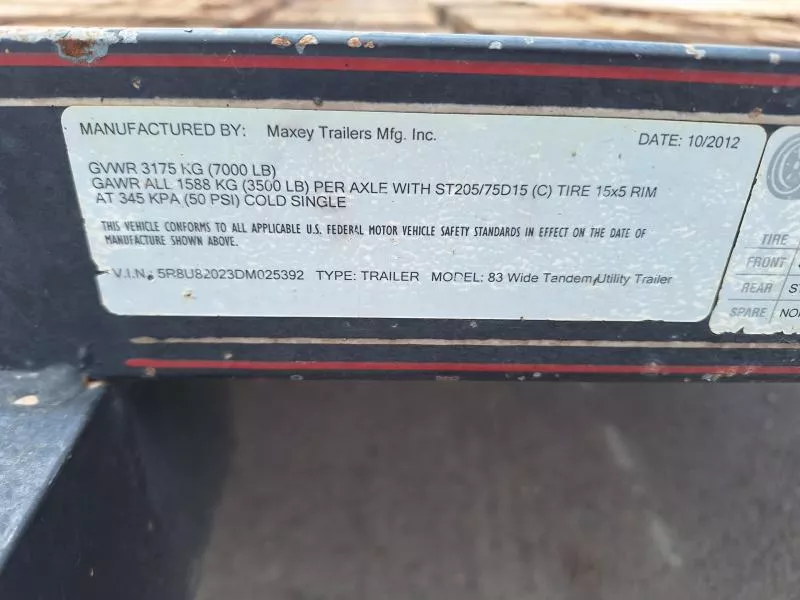 MANUFACTURED BY: Maxey Trailers Mfg. Inc. DATE: 10/2012
GVWR 3175 KG (7000 LB)
GAWR ALL 1588 KG (3500 LB) PER AXLE WITH ST205/75D15 (C) TIRE 15x5 RIM
AT 345 KPA (50 PSI) COLD SINGLE
THIS VEHICLE CONFORMS TO ALL APPLICABLE U.S. FEDERAL MOTOR VEHICLE SAFETY STANDARDS IN EFFECT ON THE DATE OF
MANUFACTURE SHOWN ABOVE.
V.I.N.: 5R8U82023DM025392 TYPE: TRAILER MODEL: 83 Wide Tandem Utility Trailer
TIRE
FRONT
REAR
SPARE